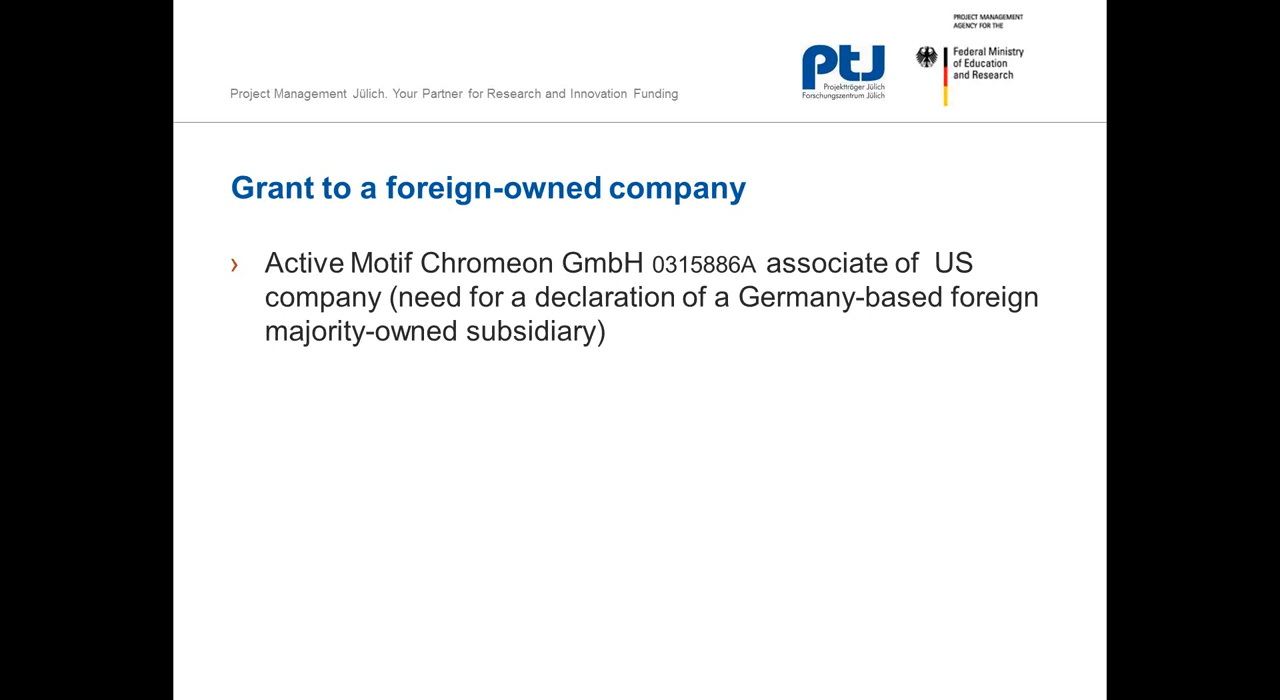 PROJECT MANAGEMENT
AGENCY FOR THE
ptJ
Projektträger Jülich
Forschungszentrum Jülich
Federal Ministry
of Education
and Research
Project Management Jülich. Your Partner for Research and Innovation Funding
Grant to a foreign-owned company
› Active Motif Chromeon GmbH 0315886A associate of US
company (need for a declaration of a Germany-based foreign
majority-owned subsidiary)